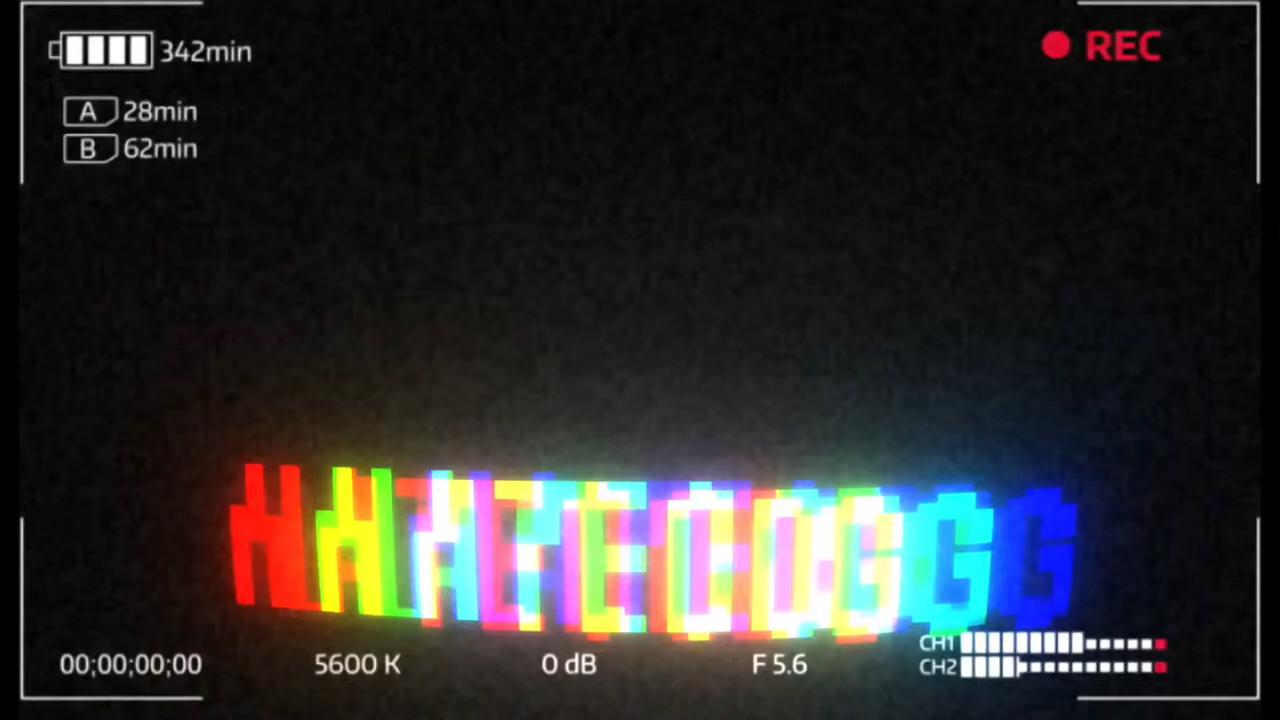 342min
REC
A 28min
B 62min
00;00;00;00
5600 K
0 dB
F 5.6
CH1
CH2